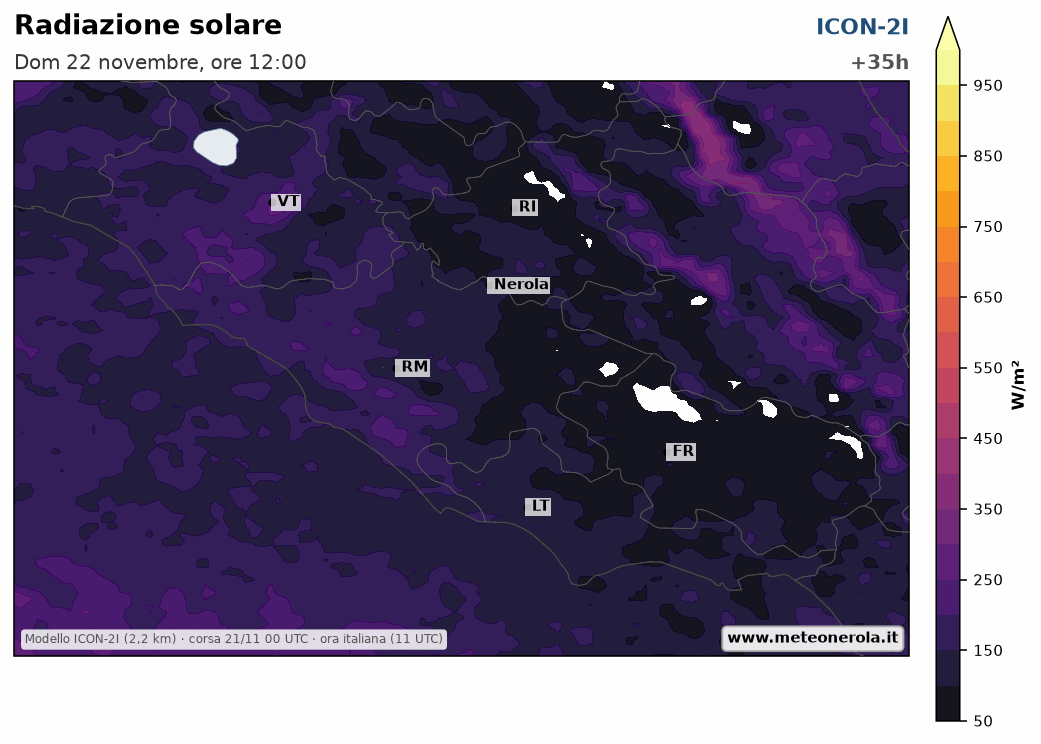 Radiazione solare
ICON-2I
Dom 22 novembre, ore 12:00
+35h
VT
RI
Nerola
RM
FR
LT
Modello ICON-2I (2,2 km) · corsa 21/11 00 UTC · ora italiana (11 UTC)
www.meteonerola.it
950
850
750
650
550
450
350
250
150
50
W/m²